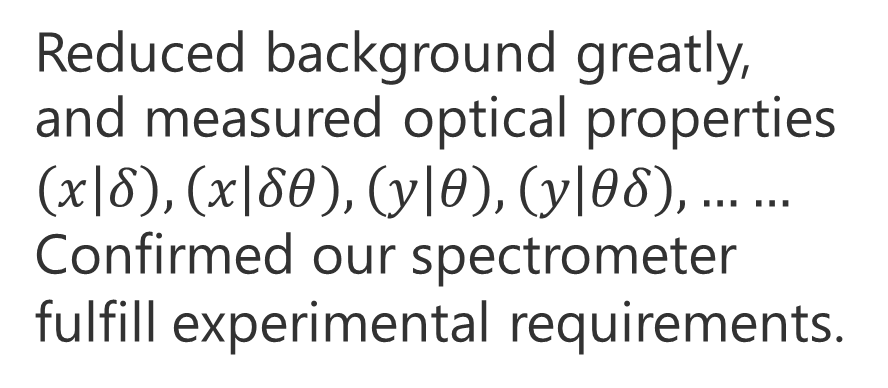 Reduced background greatly,
and measured optical properties
(x|δ), (x|δθ), (y|θ), (y|θδ), … …
Confirmed our spectrometer
fulfill experimental requirements.